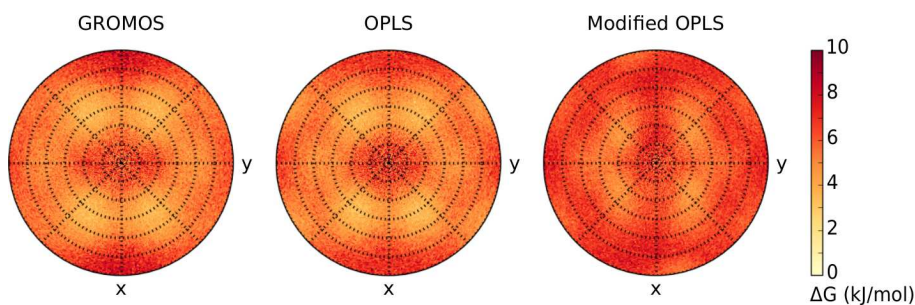 GROMOS OPLS Modified OPLS
10
8
y y y 6
4
2
0
x x x
ΔG (kJ/mol)